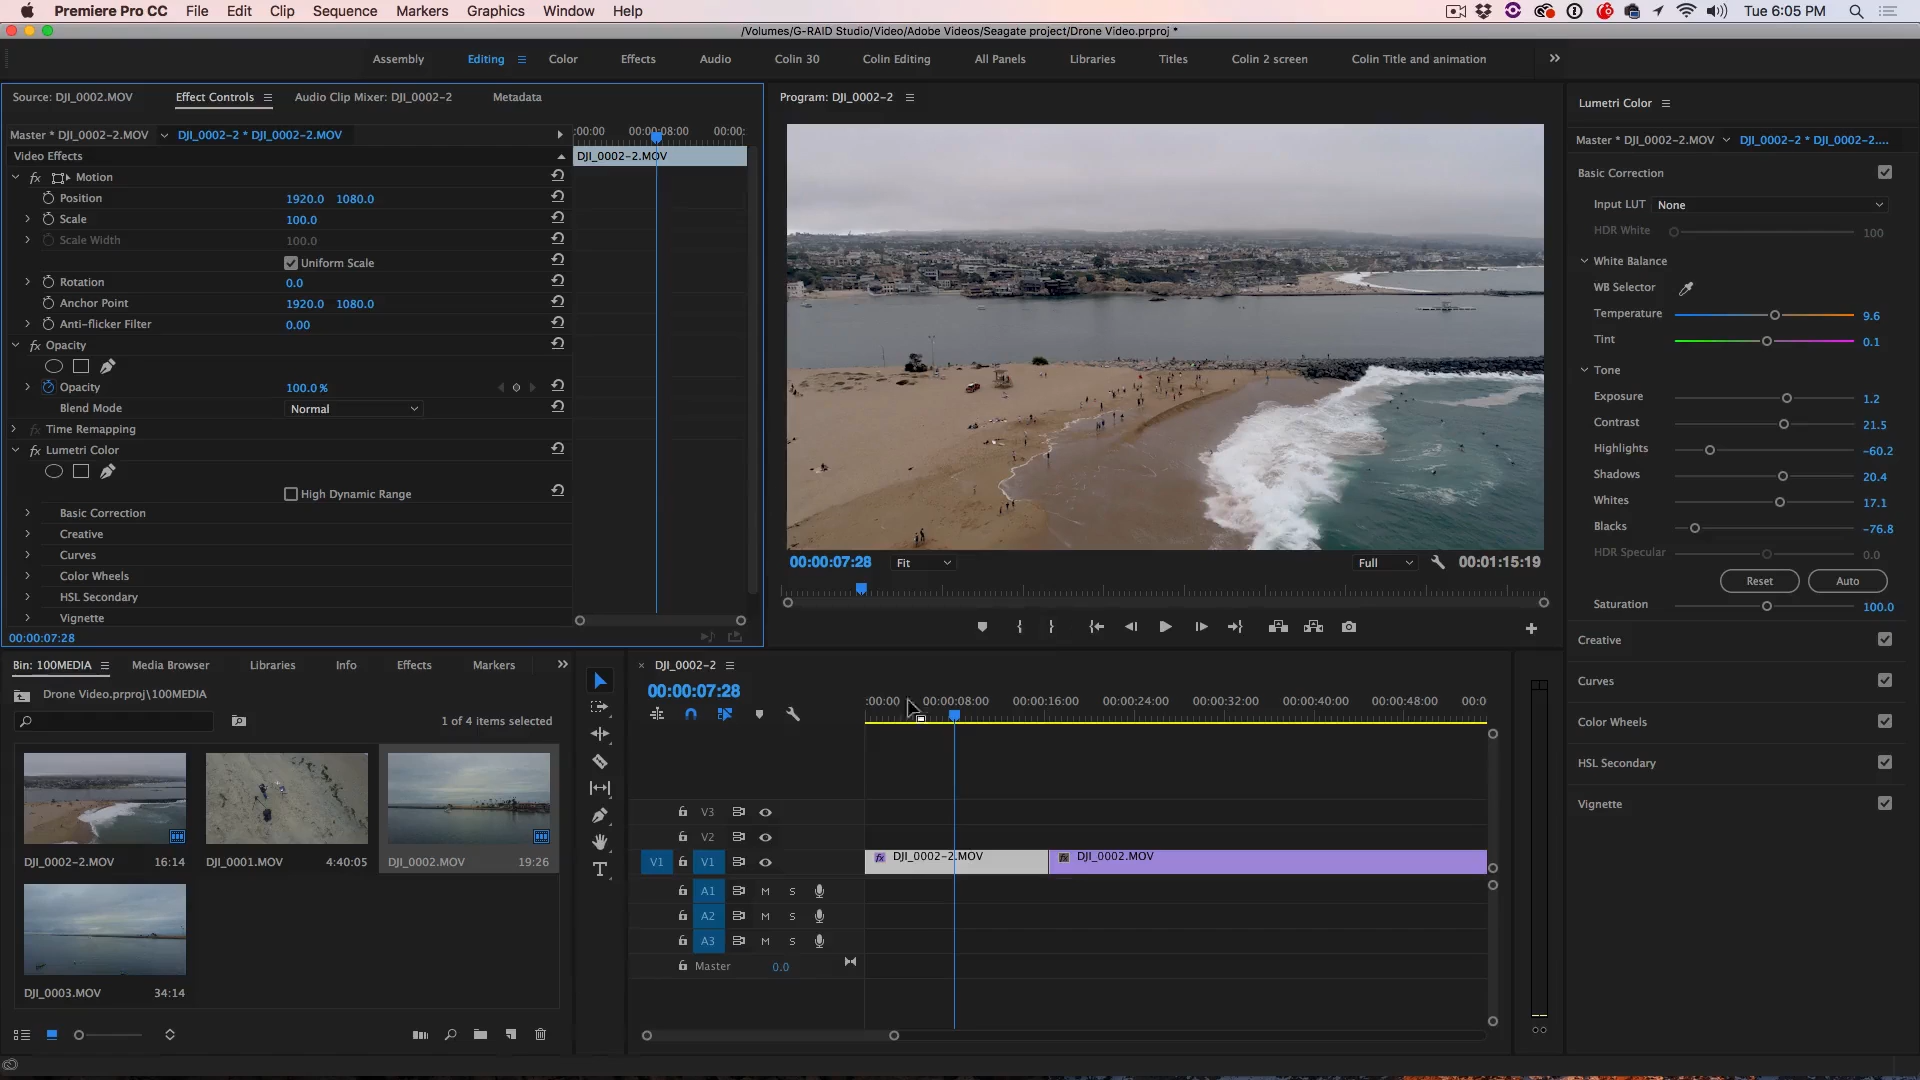 Premiere Pro CC File Edit Clip Sequence Markers Graphics Window Help Tue 6:05 PM
/Volumes/G-RAID Studio/Video/Adobe Videos/Seagate project/Drone Video.prproj *
Assembly Editing Color Effects Audio Colin 30 Colin Editing All Panels Libraries Titles Colin 2 screen Colin Title and animation
Source: DJI_0002.MOV Effect Controls Audio Clip Mixer: DJI_0002-2 Metadata
Master * DJI_0002-2.MOV DJI_0002-2 * DJI_0002-2.MOV
:00:00 00:00:08:00 00:00:
Video Effects
DJI_0002-2.MOV
Motion
Position 1920.0 1080.0
Scale 100.0
Scale Width 100.0
Uniform Scale
Rotation 0.0
Anchor Point 1920.0 1080.0
Anti-flicker Filter 0.00
fx Opacity
Opacity 100.0 %
Blend Mode Normal
fx Time Remapping
fx Lumetri Color
High Dynamic Range
Basic Correction
Creative
Curves
Color Wheels
HSL Secondary
Vignette
00:00:07:28
Program: DJI_0002-2
00:00:07:28 Fit Full 00:01:15:19
Lumetri Color
Master * DJI_0002-2.MOV DJI_0002-2 * DJI_0002-2....
Basic Correction
Input LUT None
HDR White 100
White Balance
WB Selector
Temperature 9.6
Tint 0.1
Tone
Exposure 1.2
Contrast 21.5
Highlights -60.2
Shadows 20.4
Whites 17.1
Blacks -76.8
HDR Specular 0.0
Reset Auto
Saturation 100.0
Creative
Curves
Color Wheels
HSL Secondary
Vignette
Bin: 100MEDIA Media Browser Libraries Info Effects Markers
Drone Video.prproj\100MEDIA
1 of 4 items selected
DJI_0002-2.MOV 16:14
DJI_0001.MOV 4:40:05
DJI_0002.MOV 19:26
DJI_0003.MOV 34:14
DJI_0002-2
00:00:07:28
:00:00 00:00:08:00 00:00:16:00 00:00:24:00 00:00:32:00 00:00:40:00 00:00:48:00 00:0
V3
V2
V1 V1 fx DJI_0002-2.MOV fx DJI_0002.MOV
A1 M S
A2 M S
A3 M S
Master 0.0